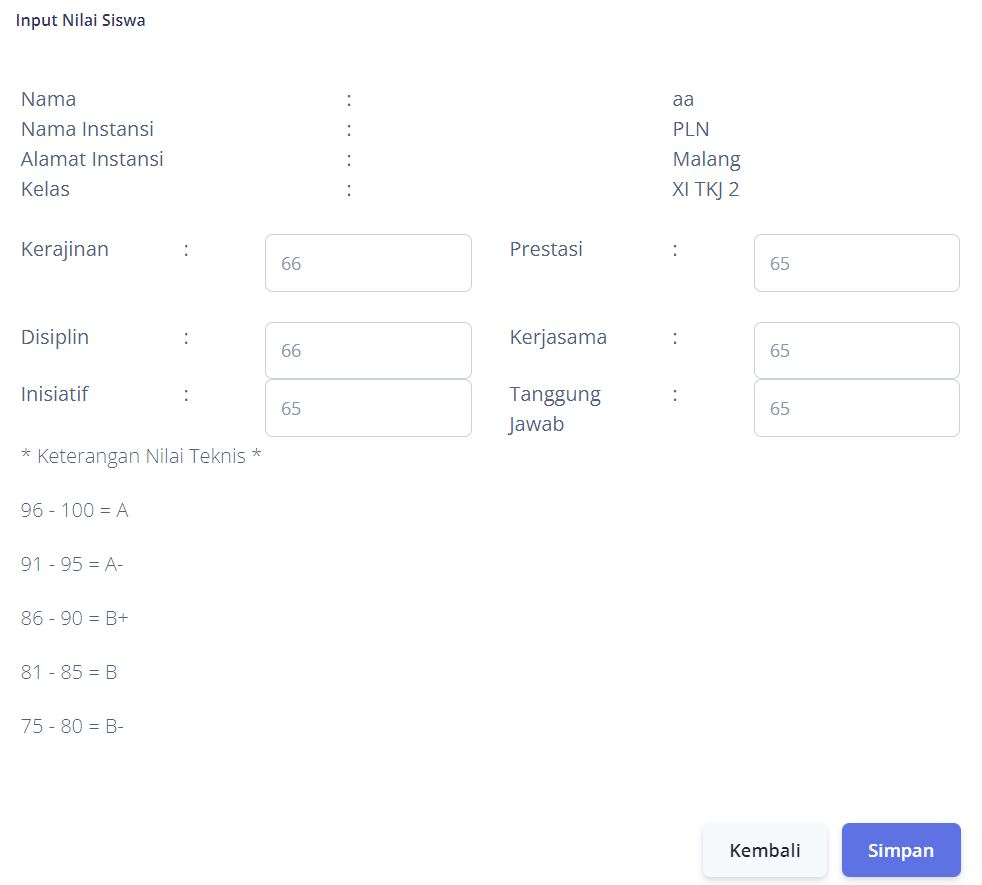 Input Nilai Siswa
Nama : aa
Nama Instansi : PLN
Alamat Instansi : Malang
Kelas : XI TKJ 2
Kerajinan : 66 Prestasi : 65
Disiplin : 66 Kerjasama : 65
Inisiatif : 65 Tanggung Jawab : 65
* Keterangan Nilai Teknis *
96 - 100 = A
91 - 95 = A-
86 - 90 = B+
81 - 85 = B
75 - 80 = B-
Kembali Simpan